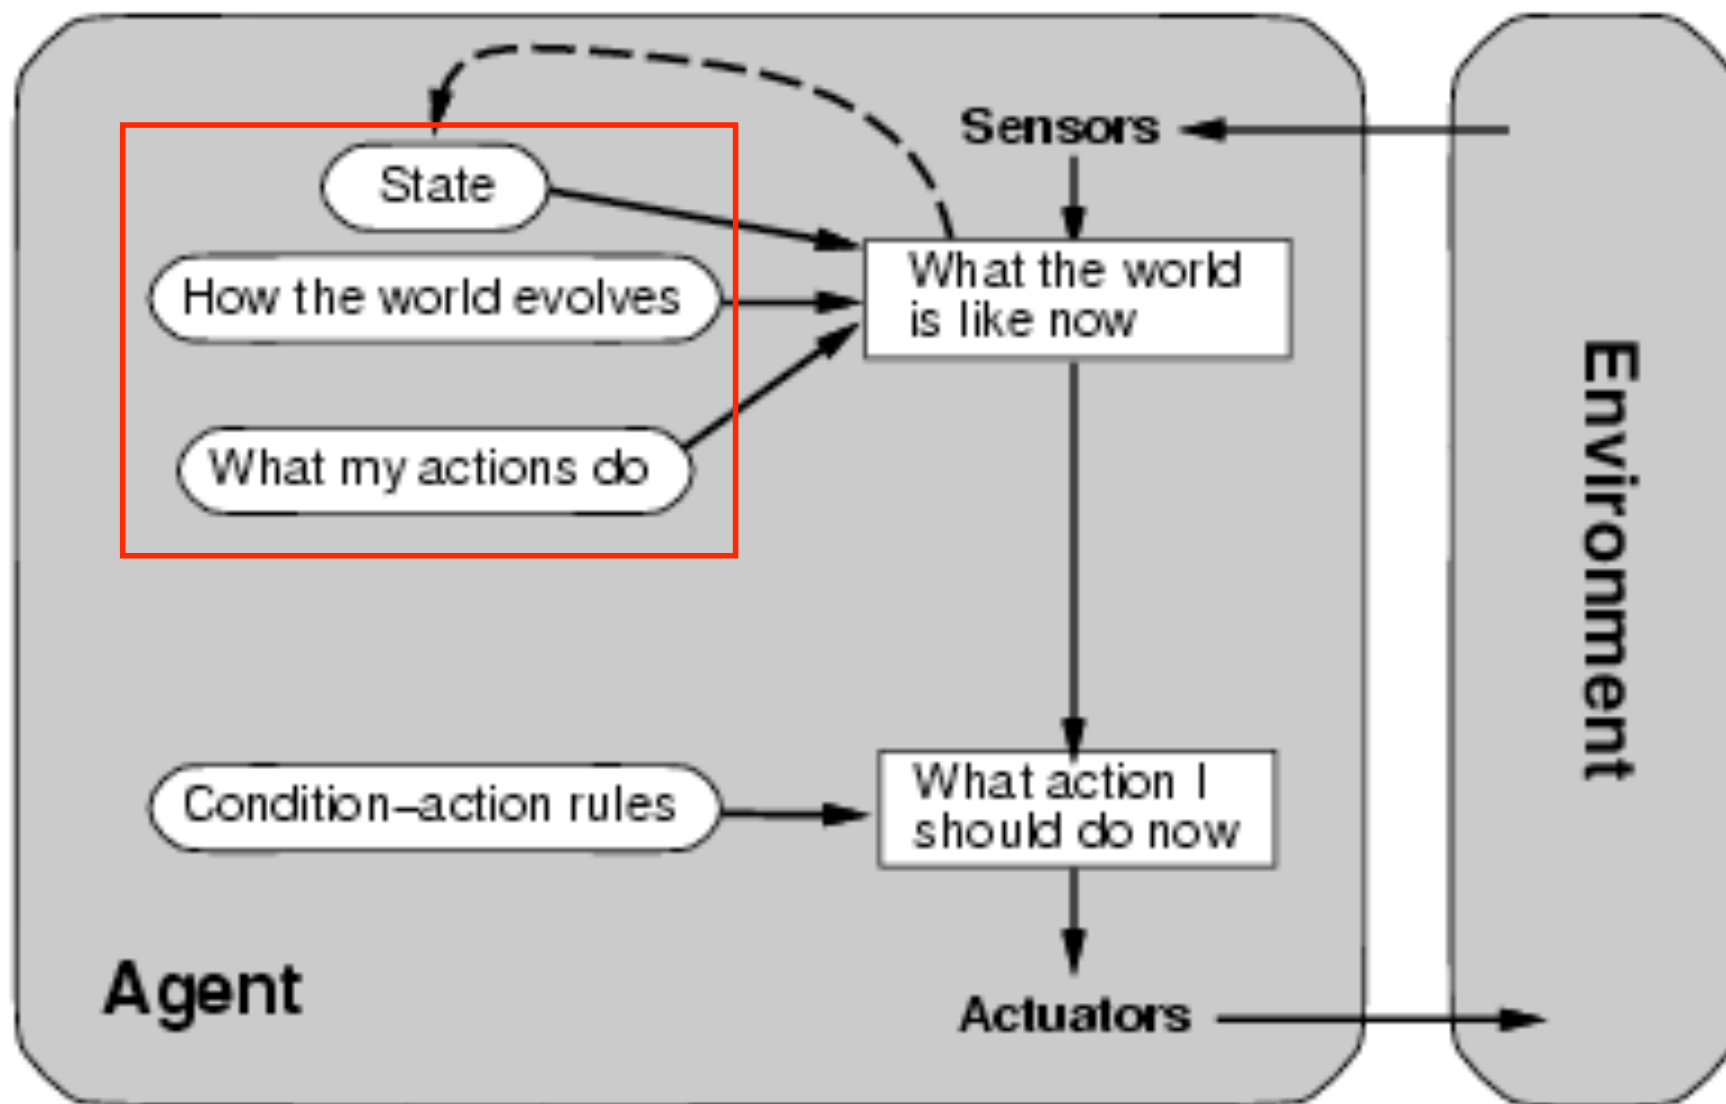 Sensors
State
What the world
is like now
How the world evolves
What my actions do
Condition–action rules
What action I
should do now
Agent
Actuators
Environment